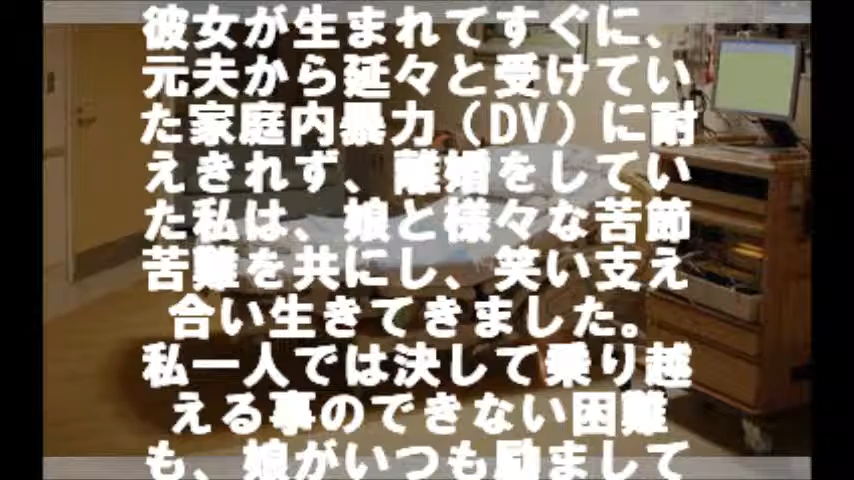 彼女が生まれてすぐに、
元夫から延々と受けてい
た家庭内暴力（DV）に耐
えきれず、離婚をしてい
た私は、娘と様々な苦節
苦難を共にし、笑い支え
合い生きてきました。
私一人では決して乗り越
える事のできない困難
も、娘がいつも励まして